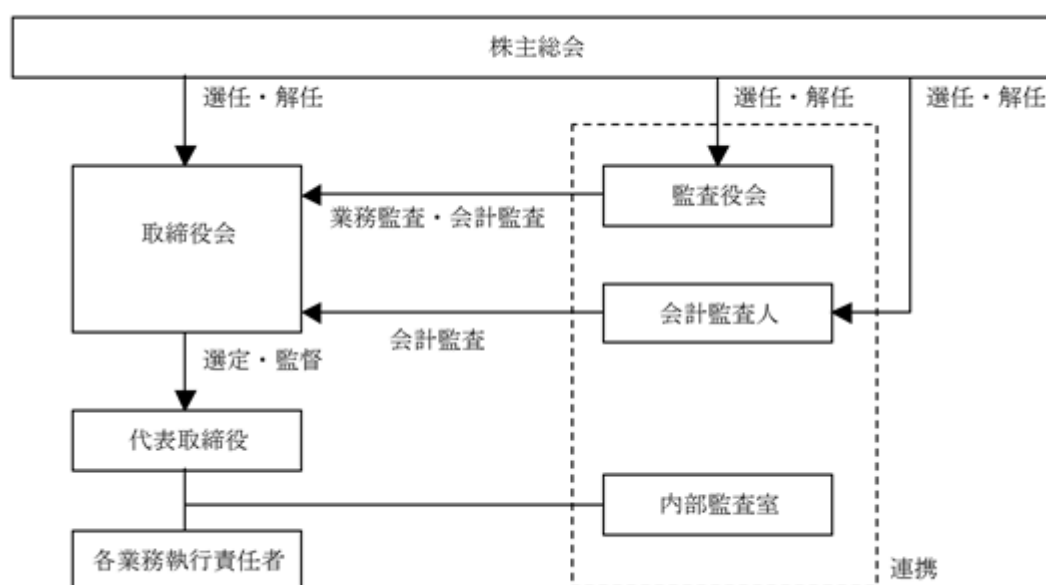 株主総会
選任・解任
選任・解任
選任・解任
監査役会
業務監査・会計監査
取締役会
会計監査人
会計監査
選定・監督
代表取締役
内部監査室
各業務執行責任者
連携